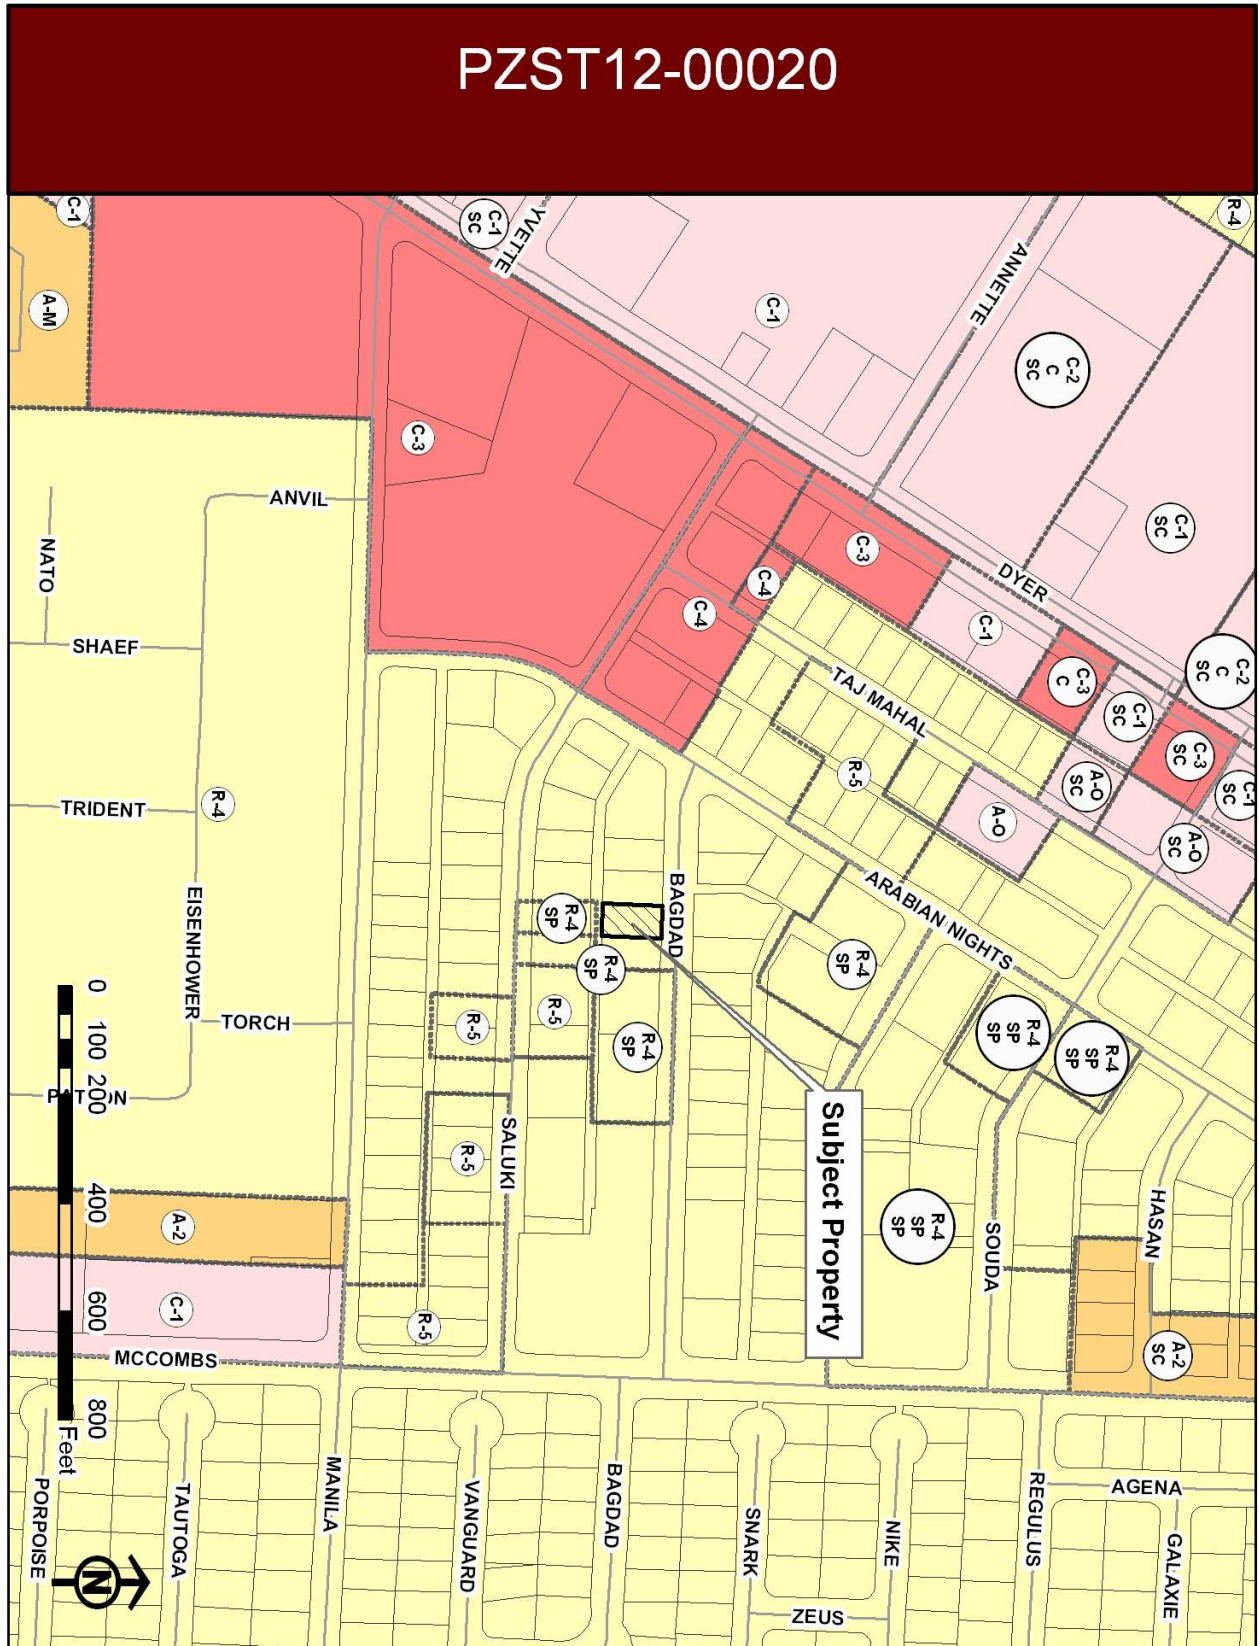 PZST12-00020
R-4
C-1
C-1
SC
YVETTE
ANNETTE
A-M
C-1
C-2
C
SC
C-3
ANVIL
C-1
SC
NATO
C-3
DYER
C-4
C-4
C-1
SHAEF
C-2
C
SC
C-3
C
TAJ MAHAL
C-1
SC
C-3
SC
R-5
A-O
SC
C-1
SC
TRIDENT
R-4
A-O
A-O
SC
EISENHOWER
BAGDAD
ARABIAN NIGHTS
R-4
SP
R-4
SP
R-4
SP
R-5
R-5
R-4
SP
R-4
SP
SP
R-4
SP
SP
TORCH
0
100
200
400
600
800
Feet
SALUKI
R-5
Subject Property
R-4
SP
SP
SOUDA
HASAN
A-2
C-1
R-5
A-2
SC
MCCOMBS
PORPOISE
TAUTOGA
MANILA
VANGUARD
BAGDAD
SNARK
NIKE
REGULUS
AGENA
GALAXIE
ZEUS
N